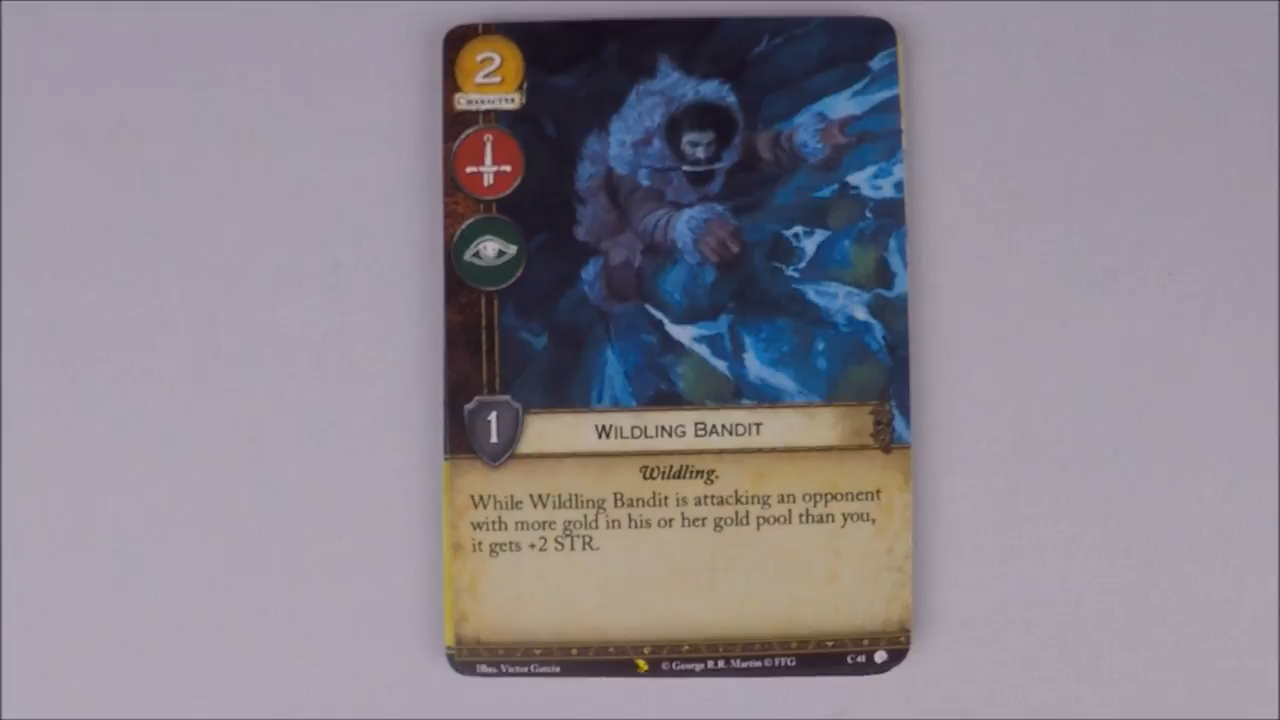 2
CHARACTER
1
WILDLING BANDIT
Wildling.
While Wildling Bandit is attacking an opponent
with more gold in his or her gold pool than you,
it gets +2 STR.
Illus. Victor Garcia
© George R.R. Martin © FFG
C 41